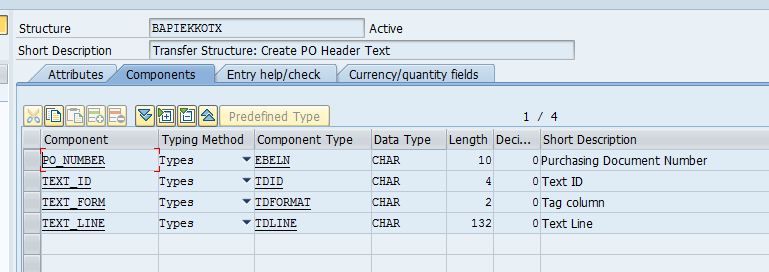 Structure BAPIEKKOTX Active
Short Description Transfer Structure: Create PO Header Text
Attributes Components Entry help/check Currency/quantity fields
Predefined Type 1 / 4
Component Typing Method Component Type Data Type Length Deci... Short Description
PO_NUMBER Types EBELN CHAR 10 0 Purchasing Document Number
TEXT_ID Types TDID CHAR 4 0 Text ID
TEXT_FORM Types TDFORMAT CHAR 2 0 Tag column
TEXT_LINE Types TDLINE CHAR 132 0 Text Line